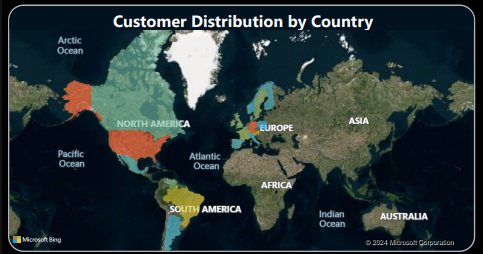 Customer Distribution by Country
Arctic
Ocean
NORTH AMERICA
EUROPE
ASIA
Pacific
Ocean
Atlantic
Ocean
AFRICA
SOUTH AMERICA
Indian
Ocean
AUSTRALIA
Microsoft Bing
© 2024 Microsoft Corporation